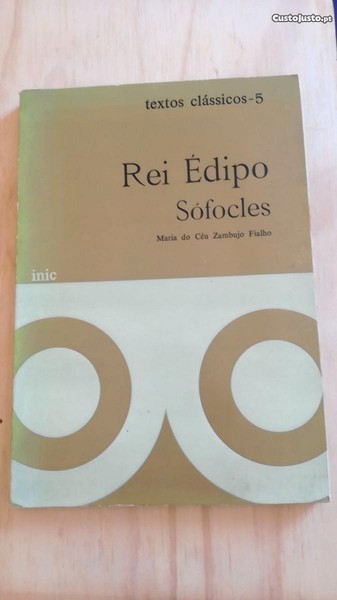 CustoJusto.pt
textos clássicos-5
Rei Édipo
Sófocles
Maria do Céu Zambujo Fialho
inic